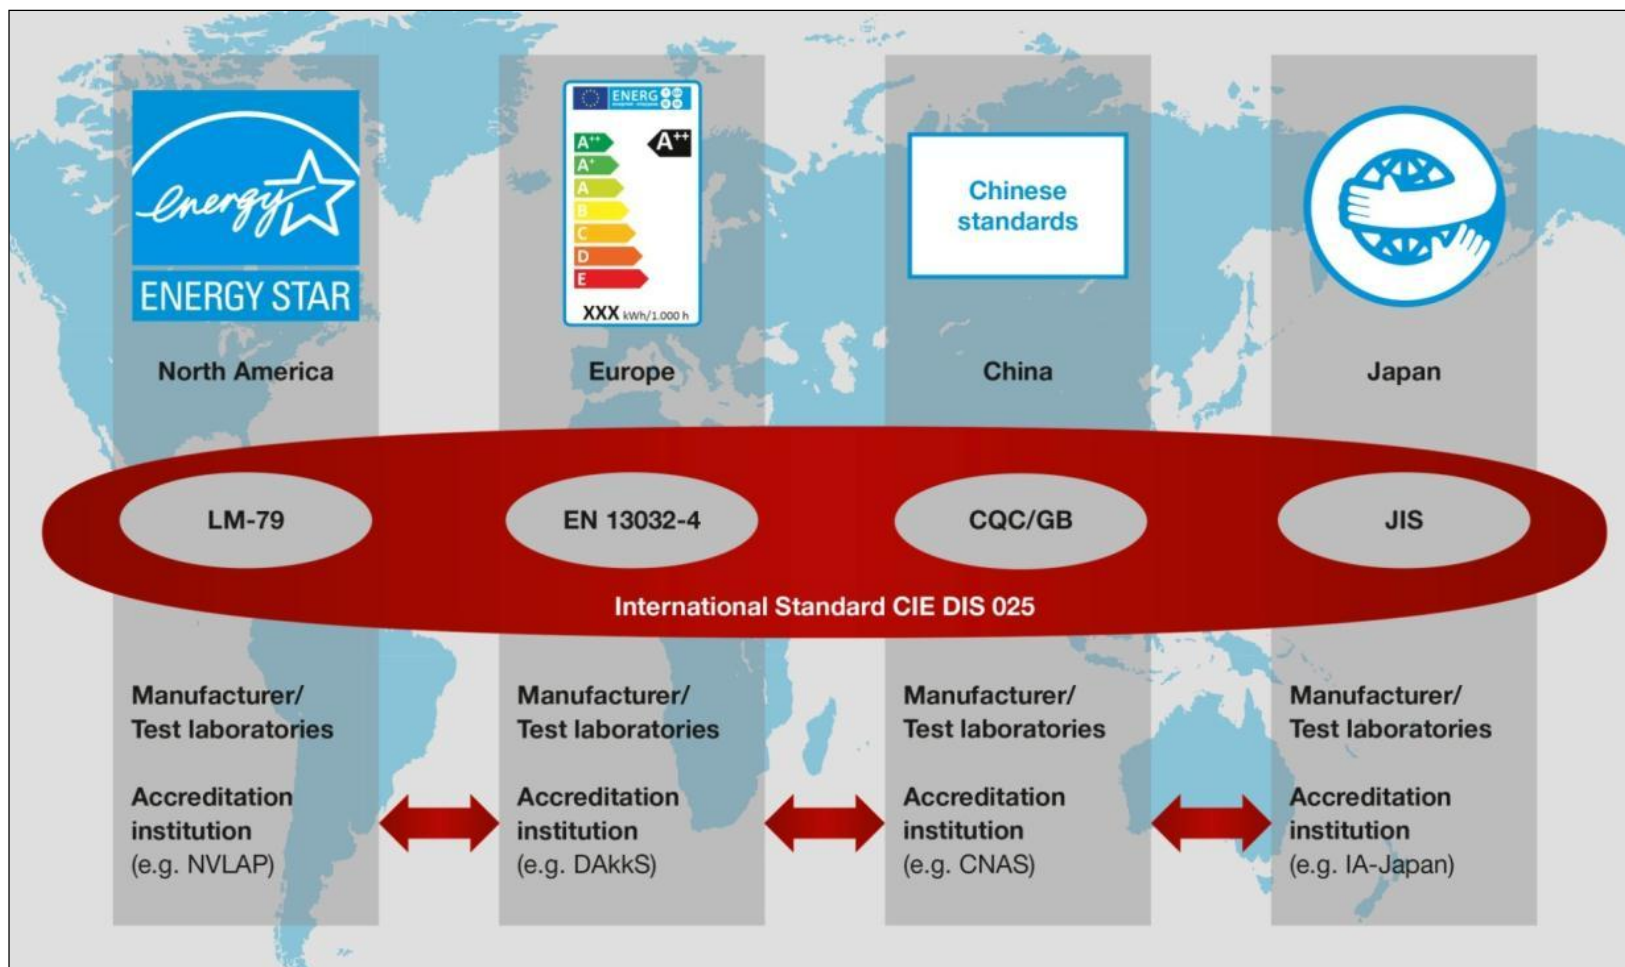 energy
ENERGY STAR
North America
ENERG
A++
A+
A
B
C
D
E
A++
XXX kWh/1.000 h
Europe
Chinese
standards
China
Japan
LM-79
EN 13032-4
CQC/GB
JIS
International Standard CIE DIS 025
Manufacturer/
Test laboratories
Accreditation
institution
(e.g. NVLAP)
Manufacturer/
Test laboratories
Accreditation
institution
(e.g. DAkkS)
Manufacturer/
Test laboratories
Accreditation
institution
(e.g. CNAS)
Manufacturer/
Test laboratories
Accreditation
institution
(e.g. IA-Japan)